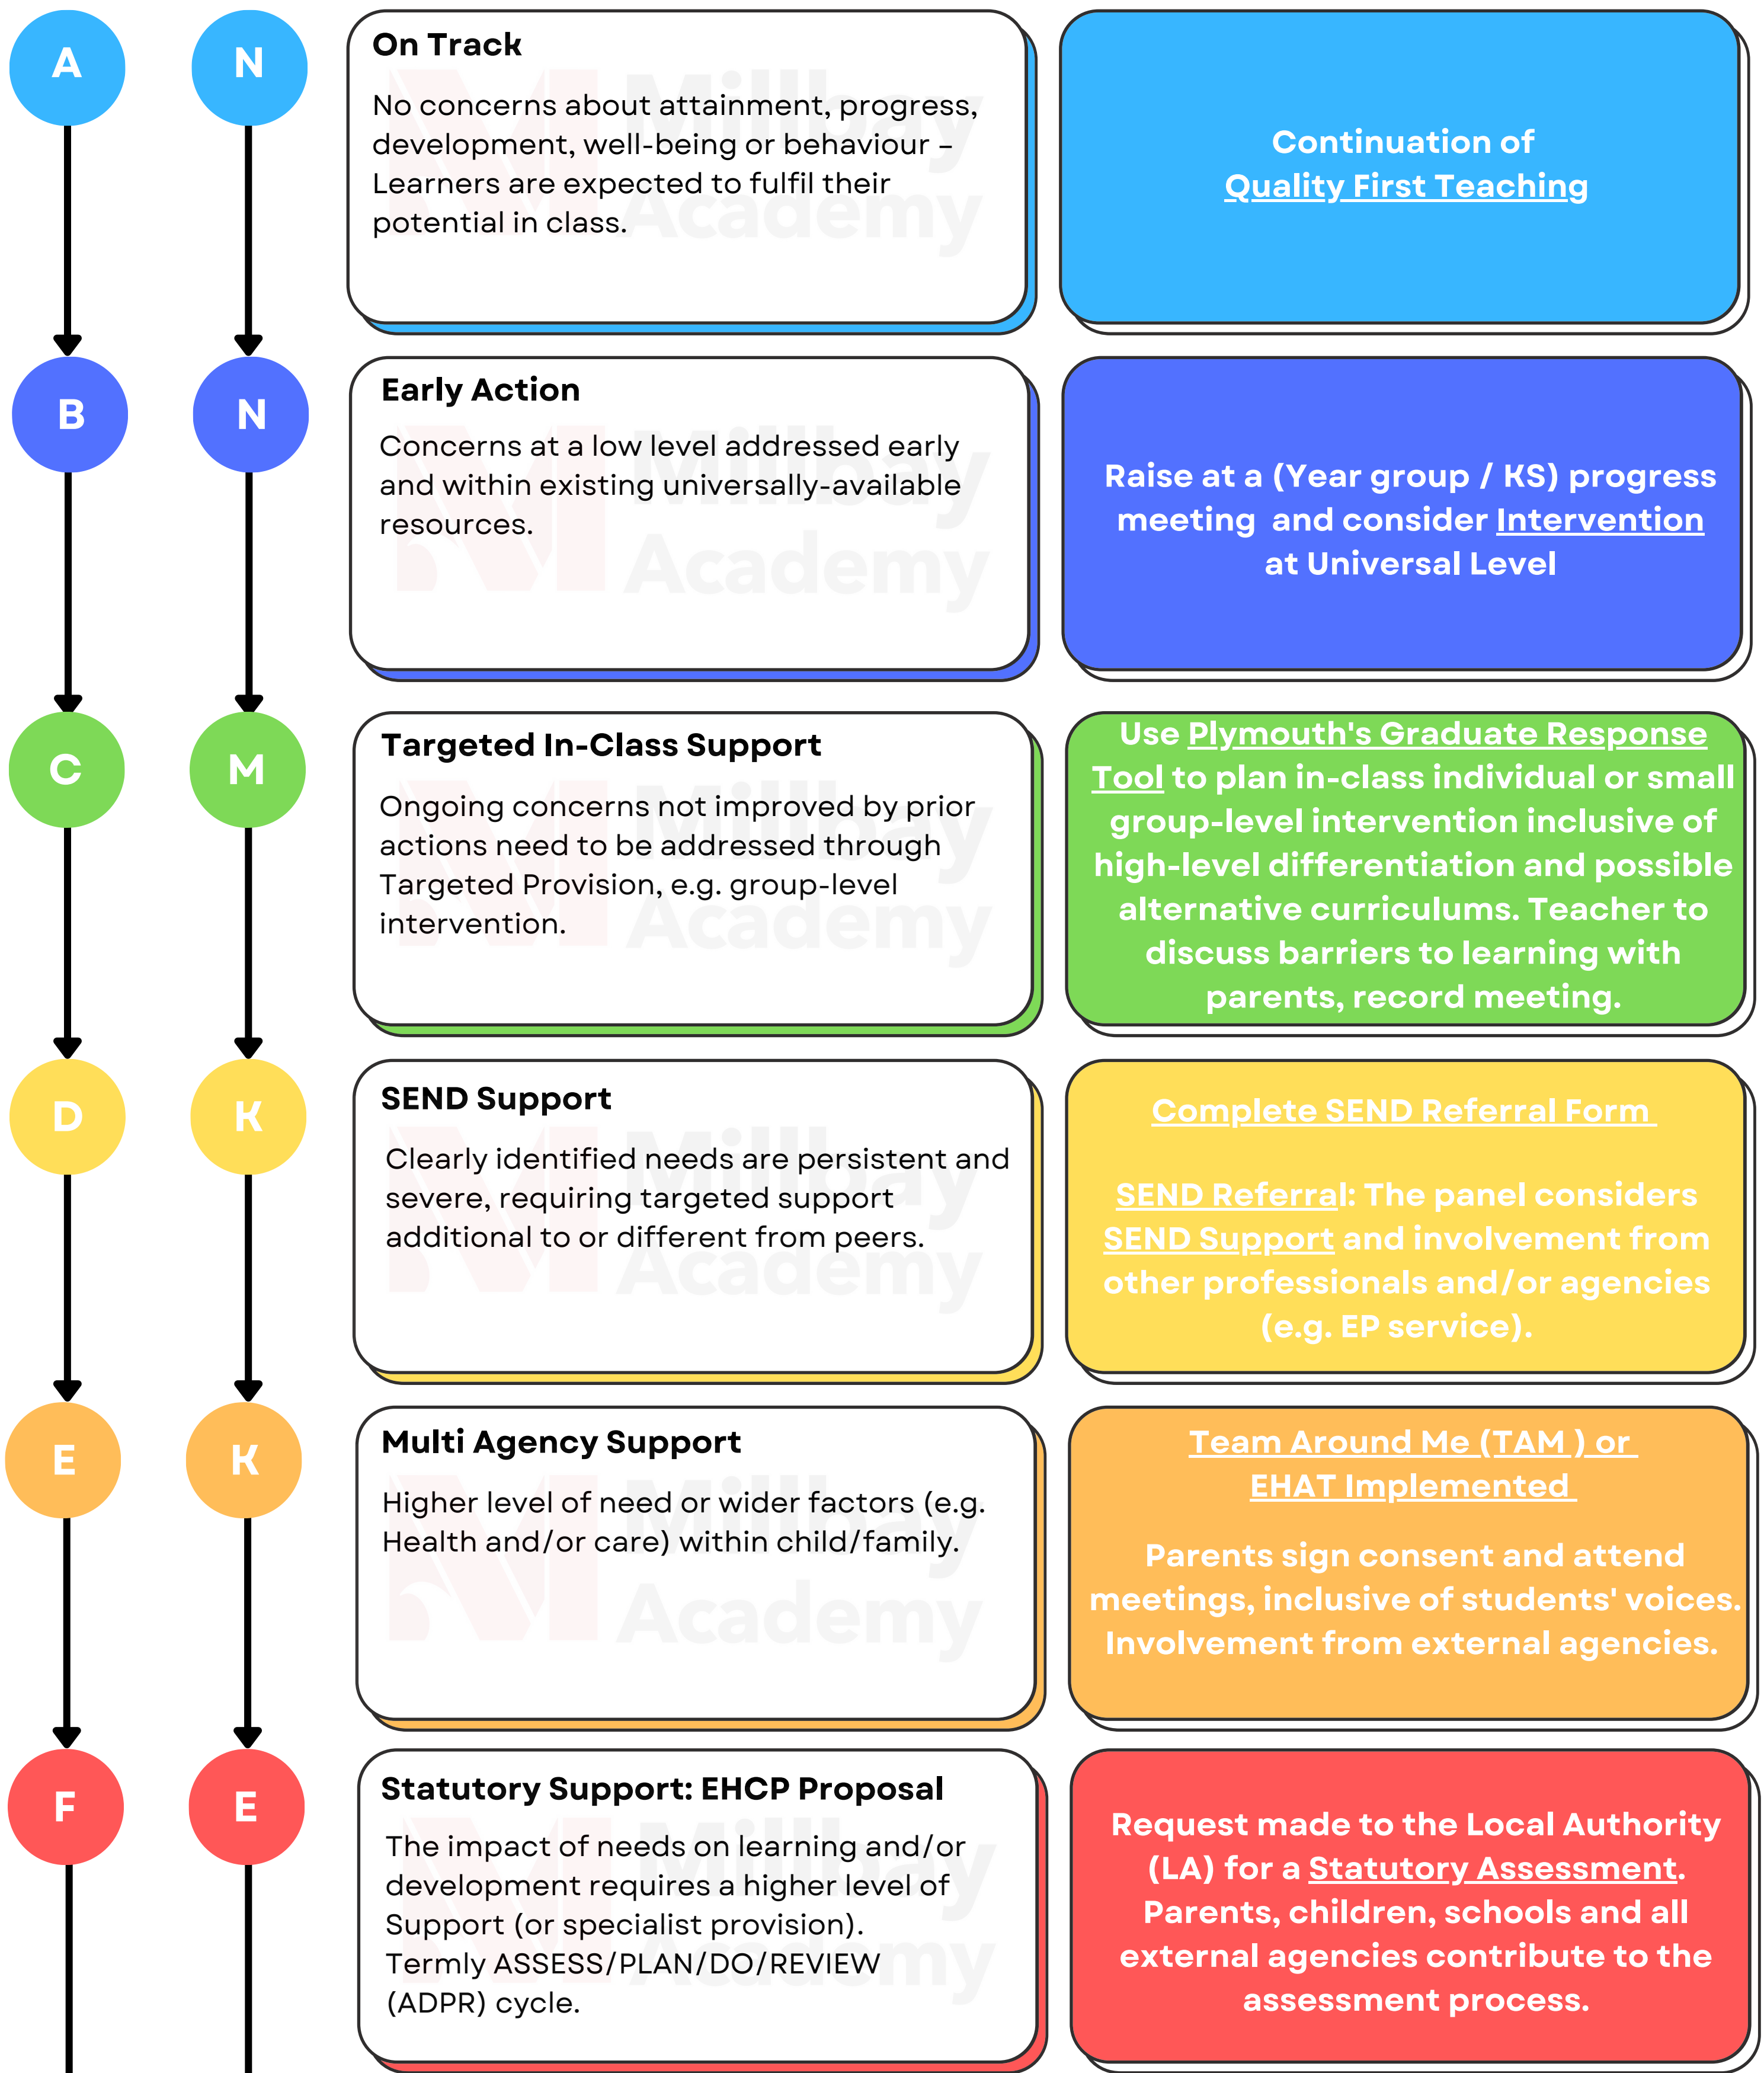 A
N
On Track
No concerns about attainment, progress,
development, well-being or behaviour –
Learners are expected to fulfil their
potential in class.
Millbay
Academy
Continuation of
Quality First Teaching
B
N
Early Action
Concerns at a low level addressed early
and within existing universally-available
resources.
Millbay
Academy
Raise at a (Year group / KS) progress
meeting and consider Intervention
at Universal Level
C
M
Targeted In-Class Support
Ongoing concerns not improved by prior
actions need to be addressed through
Targeted Provision, e.g. group-level
intervention.
Millbay
Academy
Use Plymouth's Graduate Response
Tool to plan in-class individual or small
group-level intervention inclusive of
high-level differentiation and possible
alternative curriculums. Teacher to
discuss barriers to learning with
parents, record meeting.
D
K
SEND Support
Clearly identified needs are persistent and
severe, requiring targeted support
additional to or different from peers.
Millbay
Academy
Complete SEND Referral Form
SEND Referral: The panel considers
SEND Support and involvement from
other professionals and/or agencies
(e.g. EP service).
E
K
Multi Agency Support
Higher level of need or wider factors (e.g.
Health and/or care) within child/family.
Millbay
Academy
Team Around Me (TAM ) or
EHAT Implemented
Parents sign consent and attend
meetings, inclusive of students' voices.
Involvement from external agencies.
F
E
Statutory Support: EHCP Proposal
The impact of needs on learning and/or
development requires a higher level of
Support (or specialist provision).
Termly ASSESS/PLAN/DO/REVIEW
(ADPR) cycle.
Millbay
Academy
Request made to the Local Authority
(LA) for a Statutory Assessment.
Parents, children, schools and all
external agencies contribute to the
assessment process.